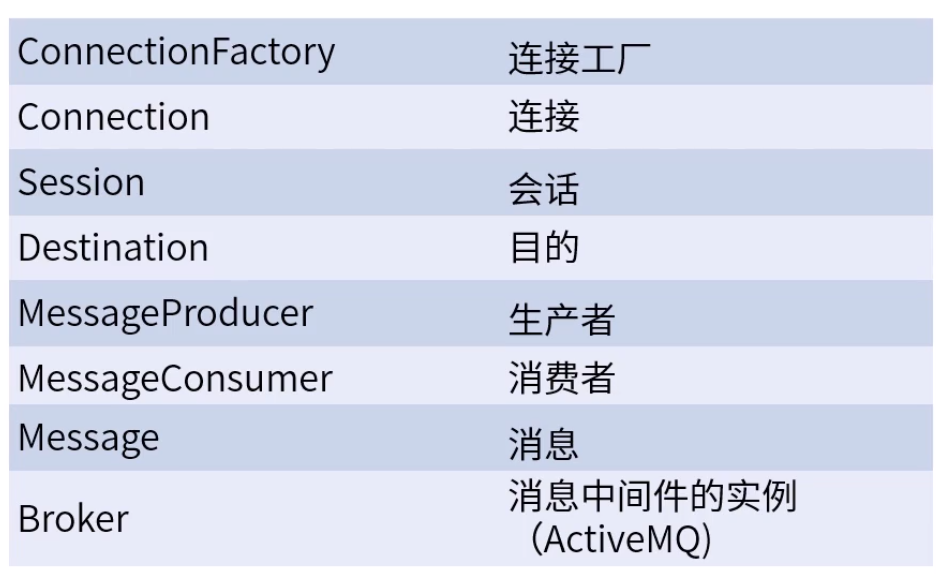 ConnectionFactory 连接工厂
Connection 连接
Session 会话
Destination 目的
MessageProducer 生产者
MessageConsumer 消费者
Message 消息
Broker 消息中间件的实例
（ActiveMQ)